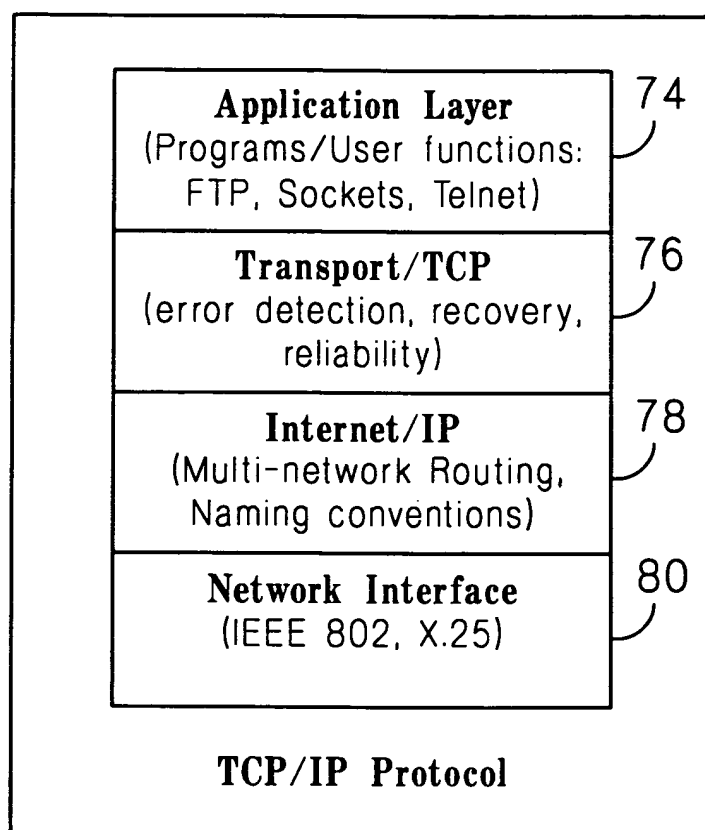 Application Layer
74
(Programs/User functions:
FTP, Sockets, Telnet)
Transport/TCP
76
(error detection, recovery,
reliability)
Internet/IP
78
(Multi-network Routing,
Naming conventions)
Network Interface
80
(IEEE 802, X.25)
TCP/IP Protocol